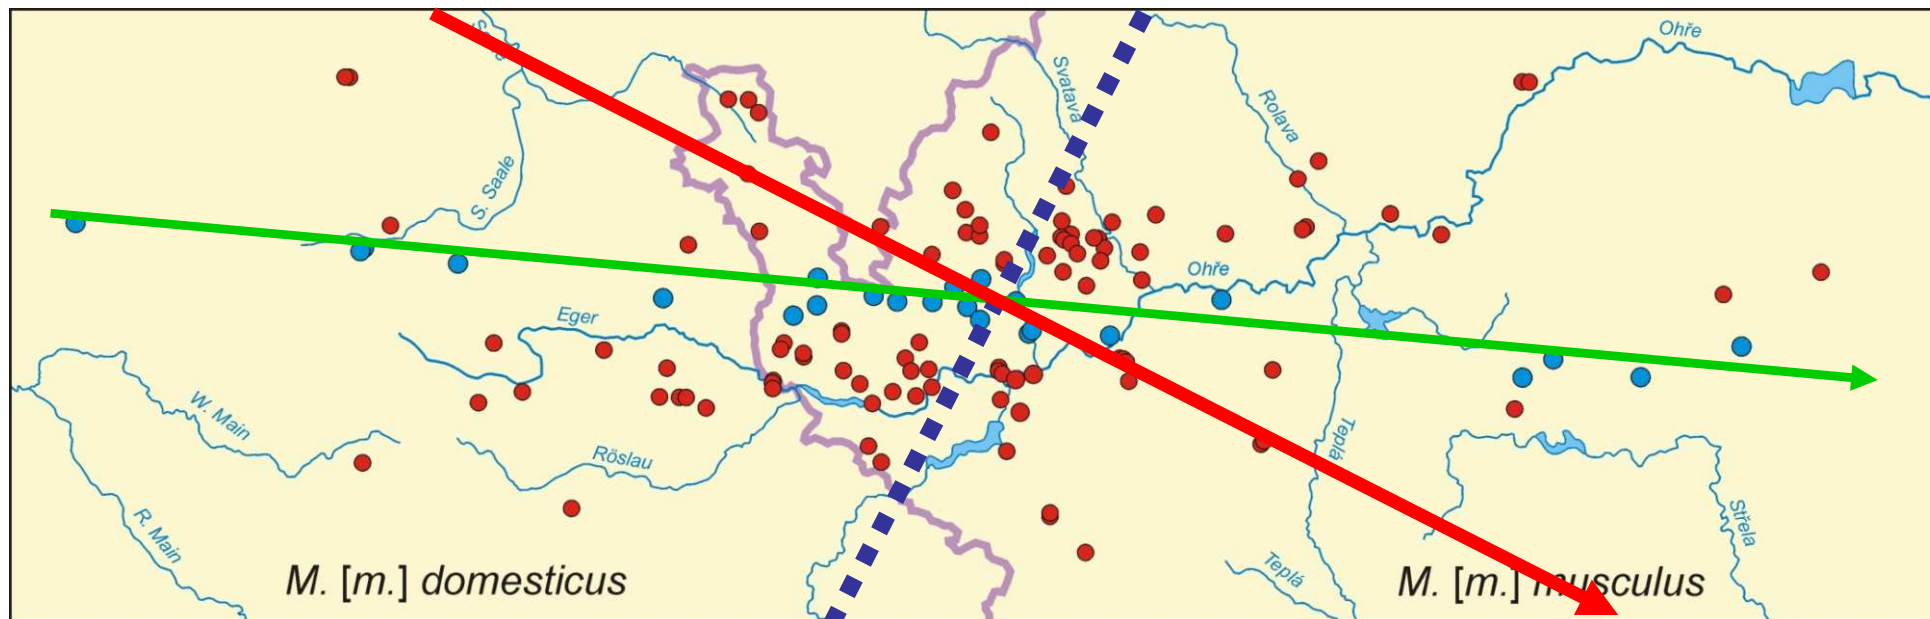 Ohře
Svatava
Rolava
S. Saale
Ohře
Eger
W. Main
Röslau
Teplá
R. Main
Střela
Teplá
M. [m.] domesticus
M. [m.] musculus